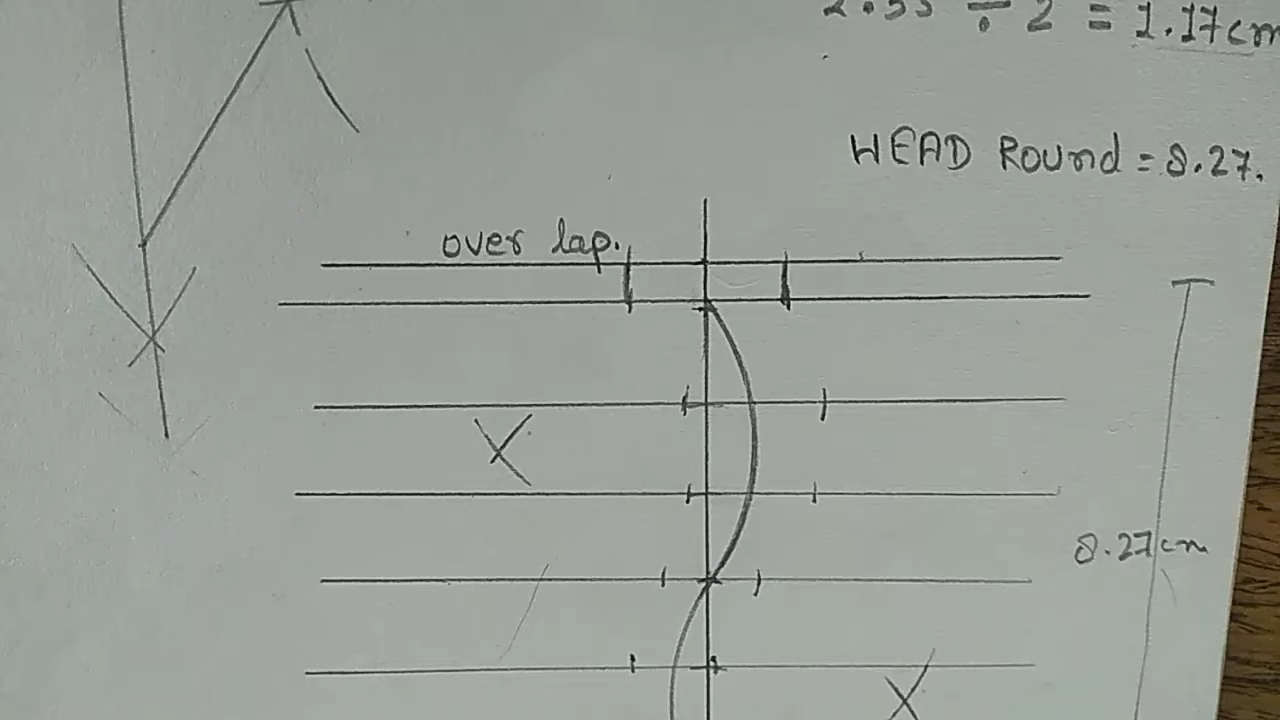 ÷ 2 = 1.17cm
HEAD Round = 8.27.
over lap.
8.27cm